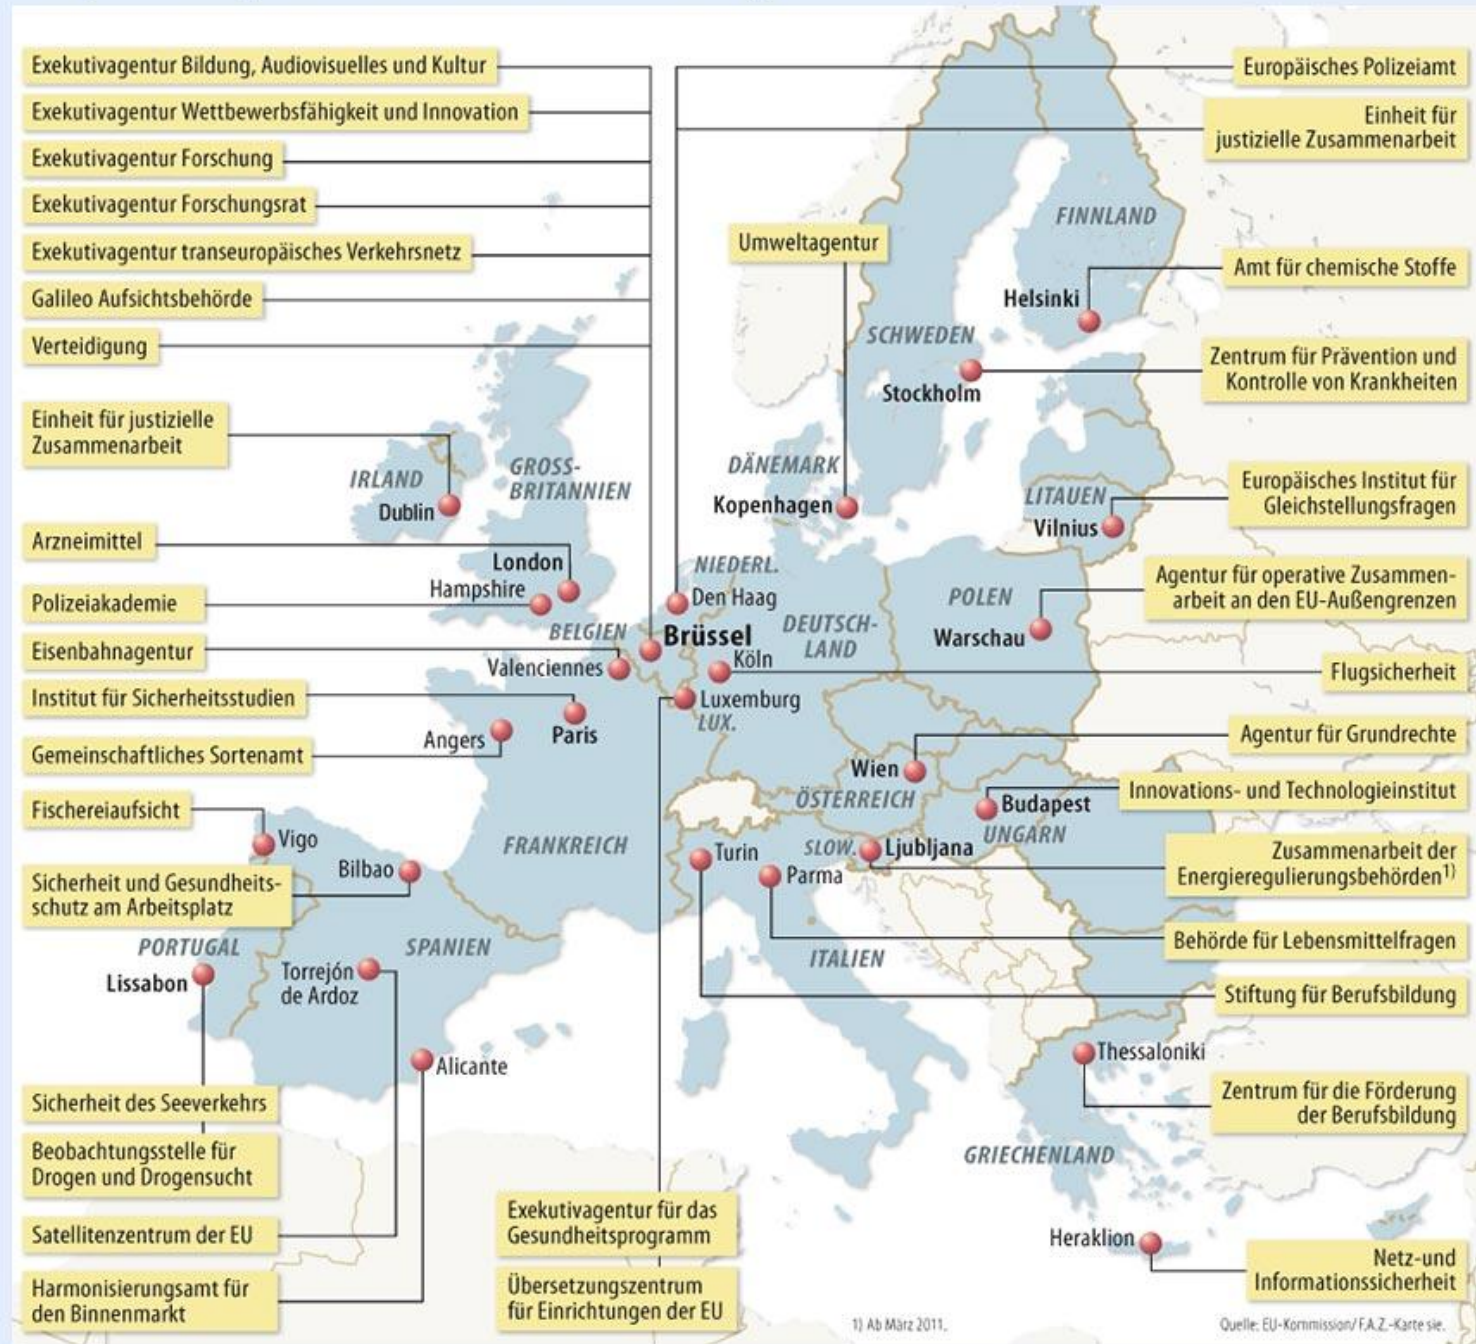 Exekutivagentur Bildung, Audiovisuelles und Kultur
Exekutivagentur Wettbewerbsfähigkeit und Innovation
Exekutivagentur Forschung
Exekutivagentur Forschungsrat
Exekutivagentur transeuropäisches Verkehrsnetz
Galileo Aufsichtsbehörde
Verteidigung
Einheit für justizielle
Zusammenarbeit
Arzneimittel
Polizeiakademie
Eisenbahnagentur
Institut für Sicherheitsstudien
Gemeinschaftliches Sortenamt
Fischereiaufsicht
Sicherheit und Gesundheits-
schutz am Arbeitsplatz
Sicherheit des Seeverkehrs
Beobachtungsstelle für
Drogen und Drogensucht
Satellitenzentrum der EU
Harmonisierungsamt für
den Binnenmarkt
Umweltagentur
Exekutivagentur für das
Gesundheitsprogramm
Übersetzungszentrum
für Einrichtungen der EU
Europäisches Polizeiamt
Einheit für
justizielle Zusammenarbeit
Amt für chemische Stoffe
Zentrum für Prävention und
Kontrolle von Krankheiten
Europäisches Institut für
Gleichstellungsfragen
Agentur für operative Zusammen-
arbeit an den EU-Außengrenzen
Flugsicherheit
Agentur für Grundrechte
Innovations- und Technologieinstitut
Zusammenarbeit der
Energieregulierungsbehörden1)
Behörde für Lebensmittelfragen
Stiftung für Berufsbildung
Zentrum für die Förderung
der Berufsbildung
Netz-und
Informationssicherheit
FINNLAND
Helsinki
SCHWEDEN
Stockholm
DÄNEMARK
Kopenhagen
LITAUEN
Vilnius
IRLAND
Dublin
GROSS-
BRITANNIEN
London
Hampshire
NIEDERL.
Den Haag
BELGIEN
Brüssel
DEUTSCH-
LAND
Köln
POLEN
Warschau
Valenciennes
Luxemburg
LUX.
Paris
Angers
FRANKREICH
Wien
ÖSTERREICH
Budapest
UNGARN
SLOW.
Ljubljana
Turin
Parma
ITALIEN
Vigo
Bilbao
PORTUGAL
Lissabon
SPANIEN
Torrejón
de Ardoz
Alicante
Thessaloniki
GRIECHENLAND
Heraklion
1) Ab März 2011.
Quelle: EU-Kommission/F.A.Z.-Karte sie.